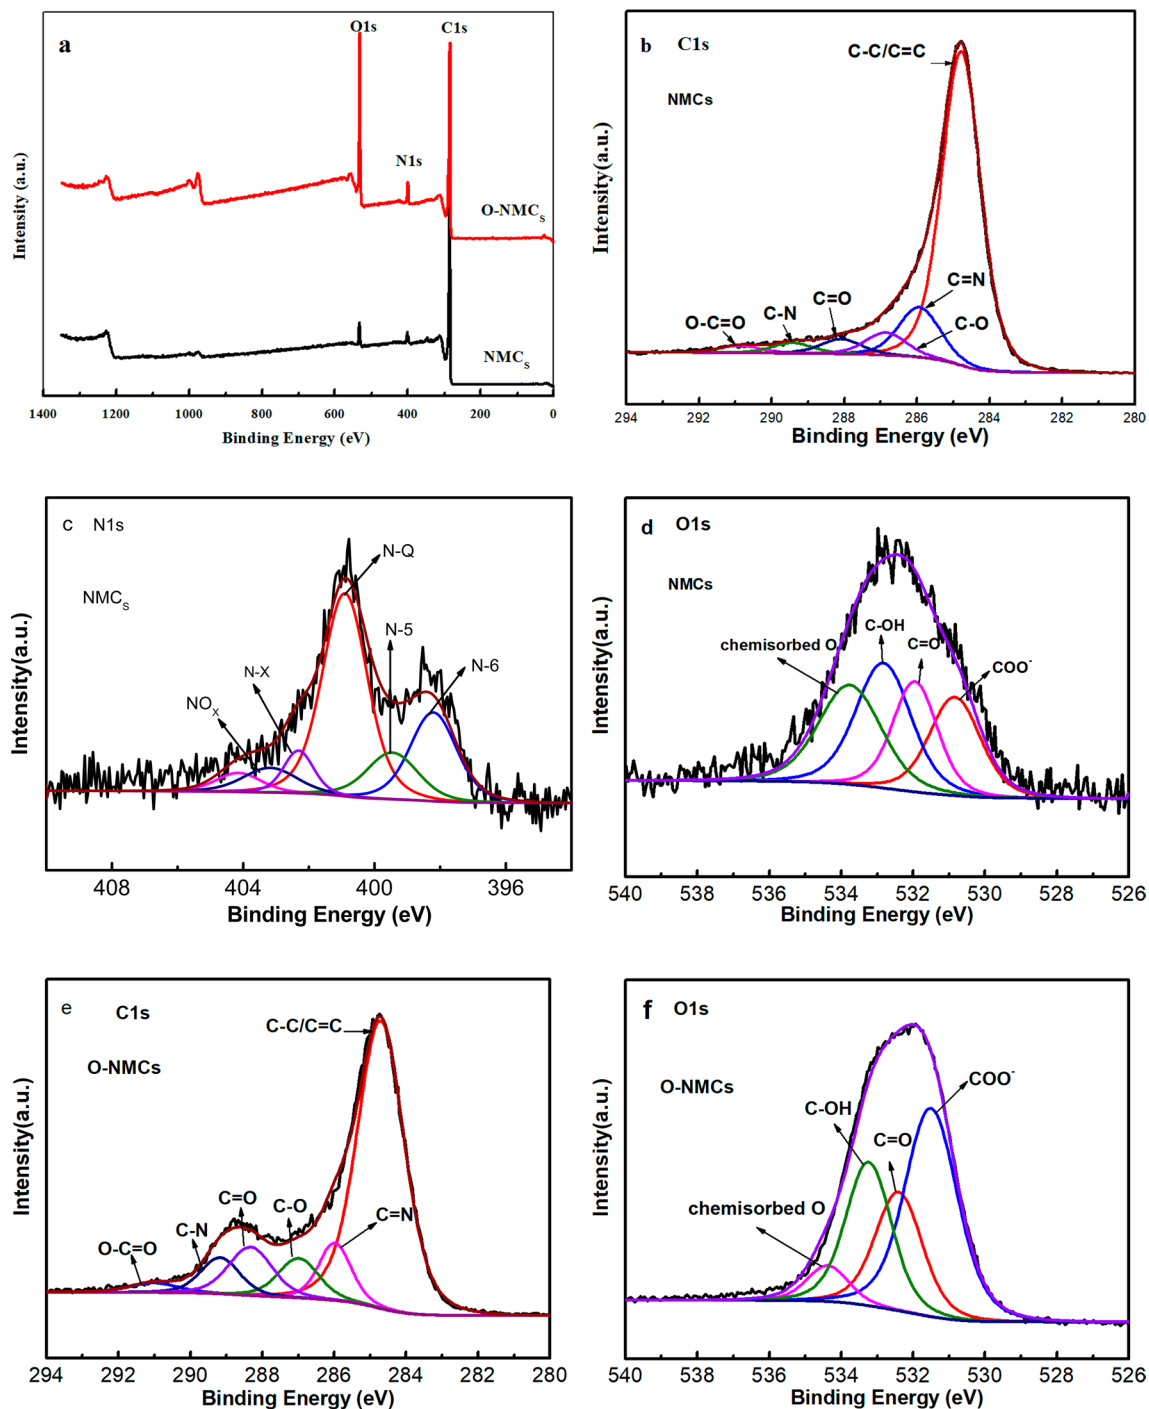 a
O1s
C1s
N1s
O-NMCS
NMCS
Intensity (a.u.)
1400 1200 1000 800 600 400 200 0
Binding Energy (eV)
b
C1s
NMCs
C-C/C=C
C=N
C-O
C=O
C-N
O-C=O
Intensity(a.u.)
294 292 290 288 286 284 282 280
Binding Energy (eV)
c
N1s
NMCS
N-Q
N-5
N-6
N-X
NOX
Intensity(a.u.)
408 404 400 396
Binding Energy (eV)
d
O1s
NMCs
chemisorbed O
C-OH
C=O
COO-
Intensity(a.u.)
540 538 536 534 532 530 528 526
Binding Energy (eV)
e
C1s
O-NMCs
C-C/C=C
C=O
C-N
O-C=O
C-O
C=N
Intensity(a.u.)
294 292 290 288 286 284 282 280
Binding Energy (eV)
f
O1s
O-NMCs
COO-
C-OH
C=O
chemisorbed O
Intensity(a.u.)
540 538 536 534 532 530 528 526
Binding Energy (eV)